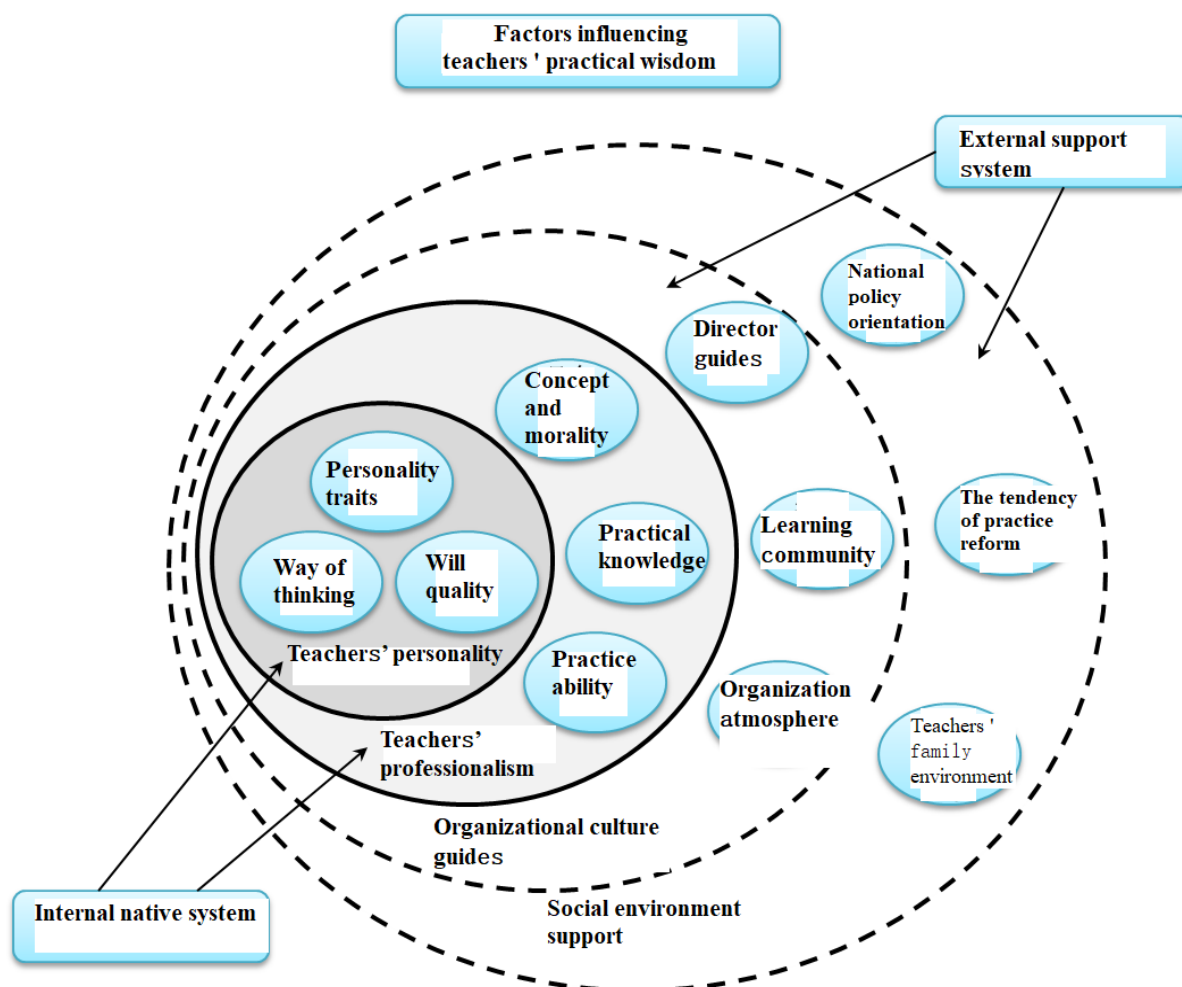 Factors influencing
teachers ' practical wisdom
External support
system
National
policy
orientation
Director
guides
Concept
and
morality
Personality
traits
The tendency
of practice
reform
Learning
community
Practical
knowledge
Way of
thinking
Will
quality
Teachers’ personality
Practice
ability
Organization
atmosphere
Teachers '
family
environment
Teachers’
professionalism
Organizational culture
guides
Internal native system
Social environment
support